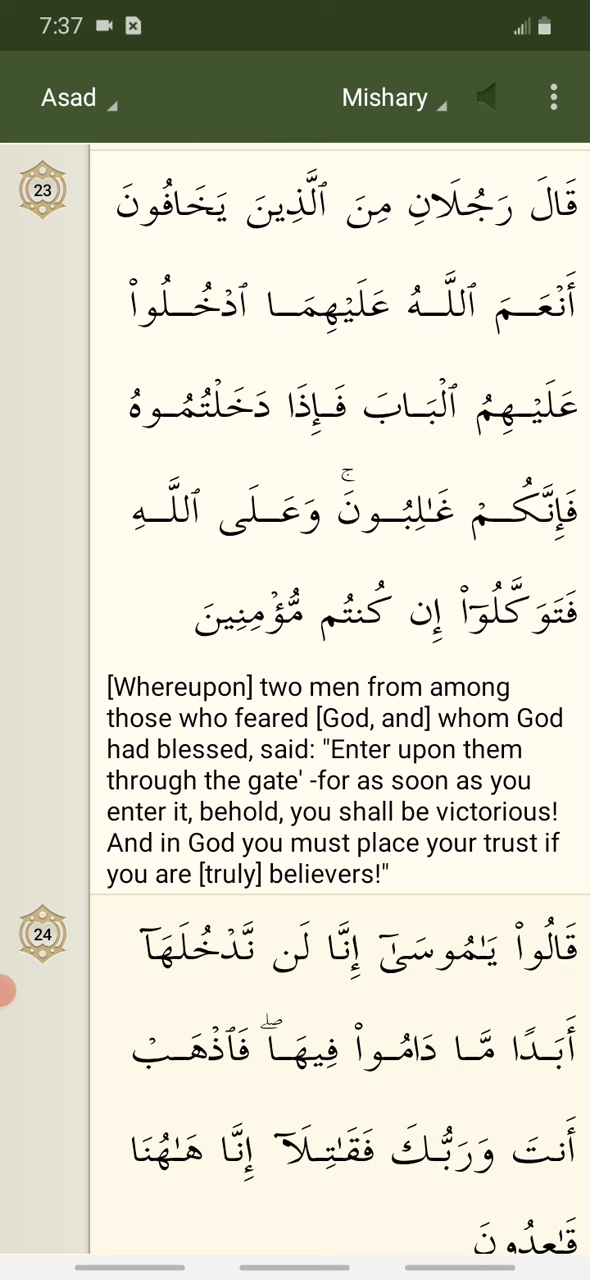 7:37
Asad
Mishary
23
قَالَ رَجُلَانِ مِنَ ٱلَّذِينَ يَخَافُونَ
أَنْعَمَ ٱللَّهُ عَلَيْهِمَا ٱدْخُلُوا۟
عَلَيْهِمُ ٱلْبَابَ فَإِذَا دَخَلْتُمُوهُ
فَإِنَّكُمْ غَـٰلِبُونَ ۚ وَعَلَى ٱللَّهِ
فَتَوَكَّلُوٓا۟ إِن كُنتُم مُّؤْمِنِينَ
[Whereupon] two men from among
those who feared [God, and] whom God
had blessed, said: "Enter upon them
through the gate' -for as soon as you
enter it, behold, you shall be victorious!
And in God you must place your trust if
you are [truly] believers!"
24
قَالُوا۟ يَـٰمُوسَىٰٓ إِنَّا لَن نَّدْخُلَهَآ
أَبَدًا مَّا دَامُوا۟ فِيهَا ۖ فَٱذْهَبْ
أَنتَ وَرَبُّكَ فَقَـٰتِلَآ إِنَّا هَـٰهُنَا
قَـٰعِدُونَ